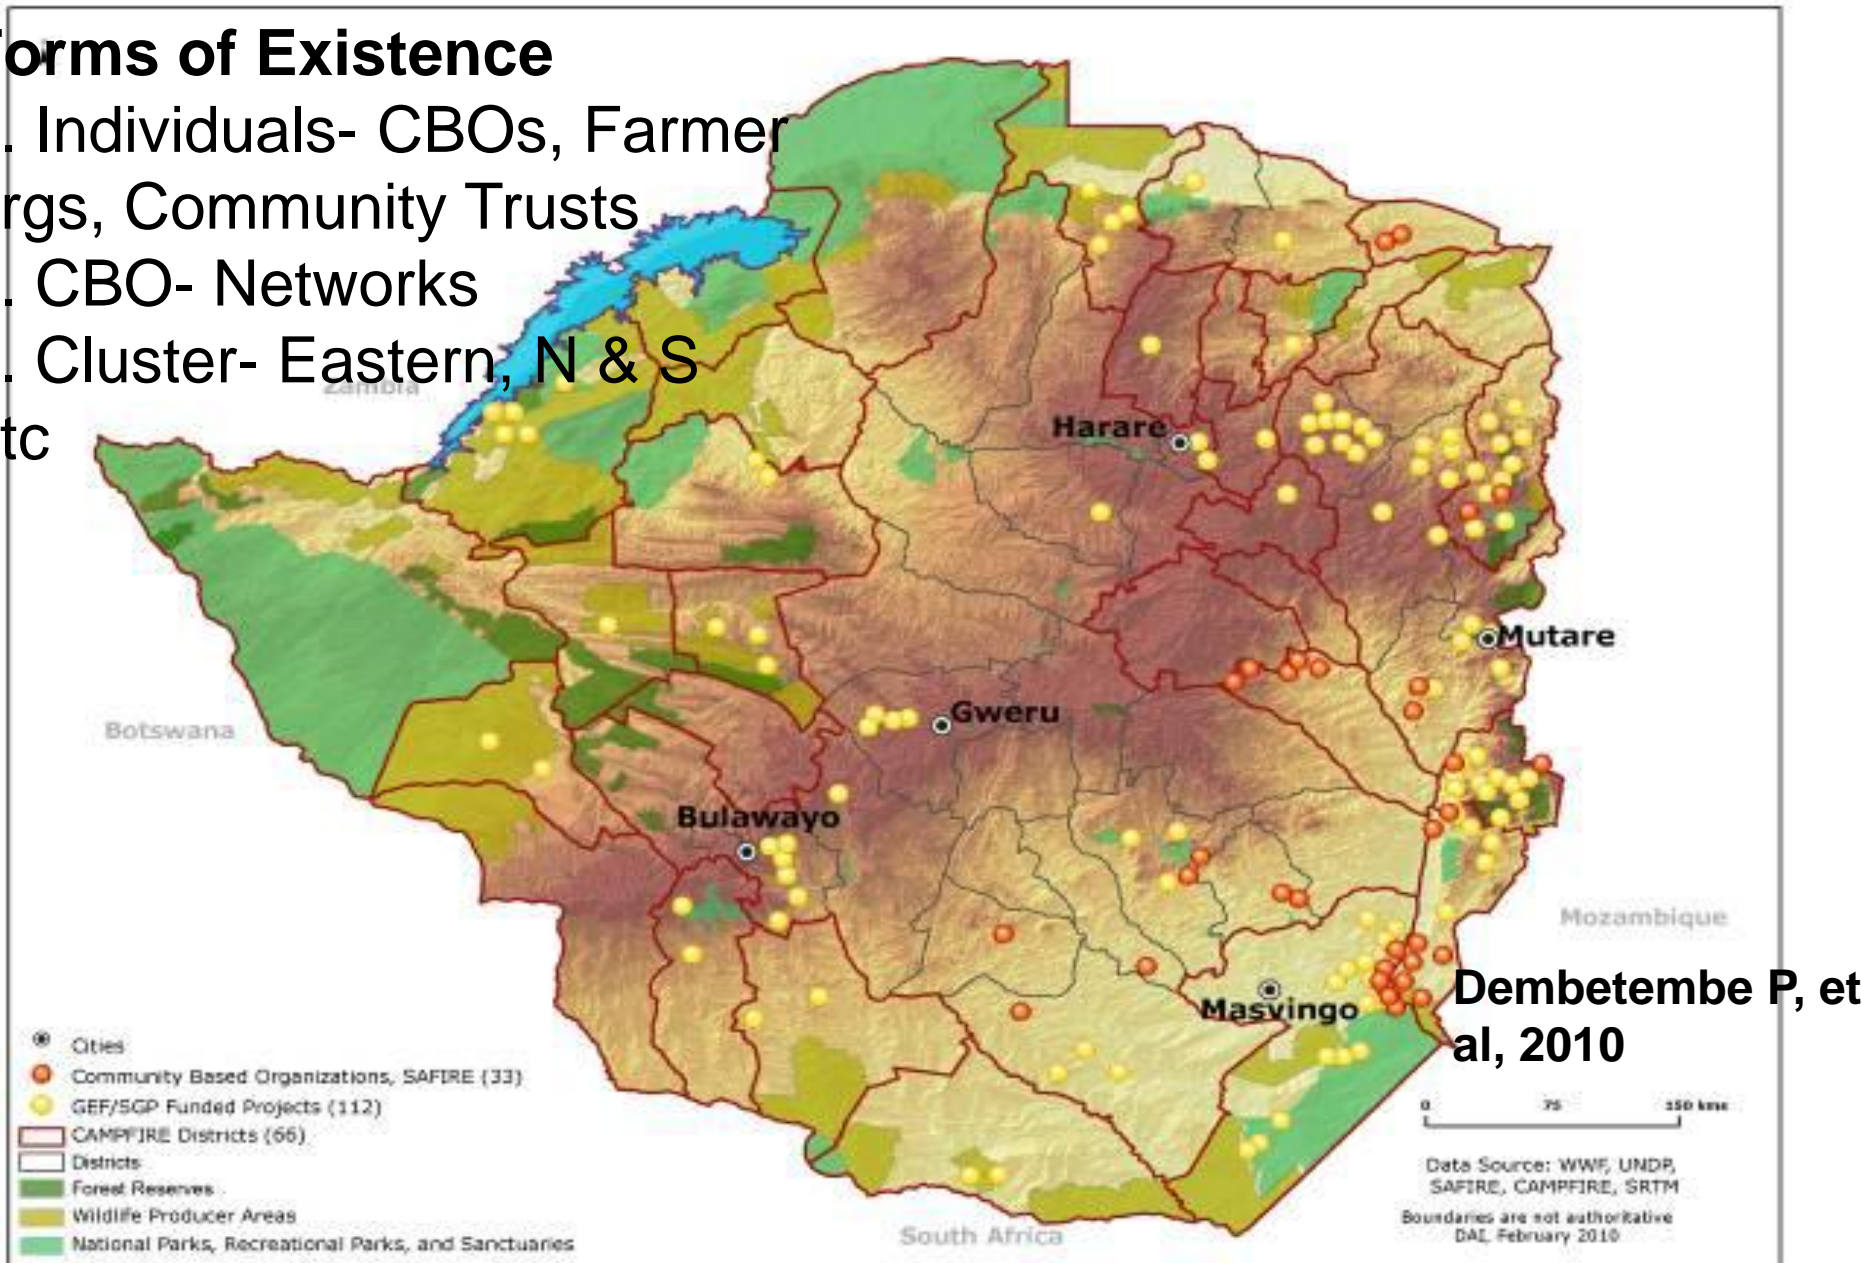 orms of Existence
. Individuals- CBOs, Farmer
rgs, Community Trusts
. CBO- Networks
. Cluster- Eastern, N & S
tc
Zambia
Harare
Mutare
Botswana
Gweru
Bulawayo
Mozambique
Masvingo
Dembetembe P, et
al, 2010
Cities
Community Based Organizations, SAFIRE (33)
GEF/SGP Funded Projects (112)
CAMPFIRE Districts (66)
Districts
Forest Reserves
Wildlife Producer Areas
National Parks, Recreational Parks, and Sanctuaries
0 75 150 kms
Data Source: WWF, UNDP,
SAFIRE, CAMPFIRE, SRTM
Boundaries are not authoritative
DAI, February 2010
South Africa